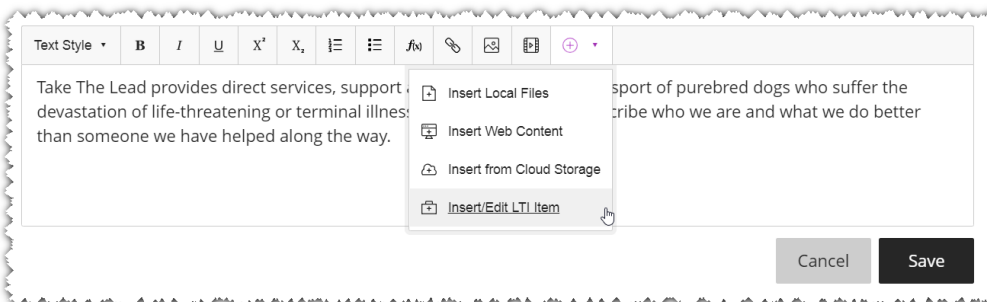 Text Style B I U X² X₂ f(x)
Take The Lead provides direct services, support sport of purebred dogs who suffer the
devastation of life-threatening or terminal illness cribe who we are and what we do better
than someone we have helped along the way.
Insert Local Files
Insert Web Content
Insert from Cloud Storage
Insert/Edit LTI Item
Cancel Save